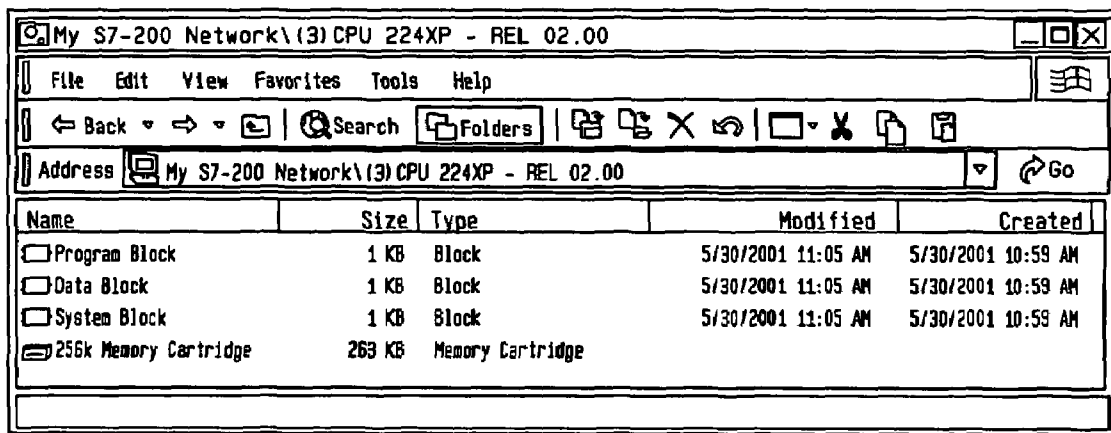 My S7-200 Network\(3)CPU 224XP - REL 02.00
File Edit View Favorites Tools Help
Back Search Folders
Address My S7-200 Network\(3)CPU 224XP - REL 02.00 Go
Name Size Type Modified Created
Program Block 1 KB Block 5/30/2001 11:05 AM 5/30/2001 10:59 AM
Data Block 1 KB Block 5/30/2001 11:05 AM 5/30/2001 10:59 AM
System Block 1 KB Block 5/30/2001 11:05 AM 5/30/2001 10:59 AM
256k Memory Cartridge 263 KB Memory Cartridge